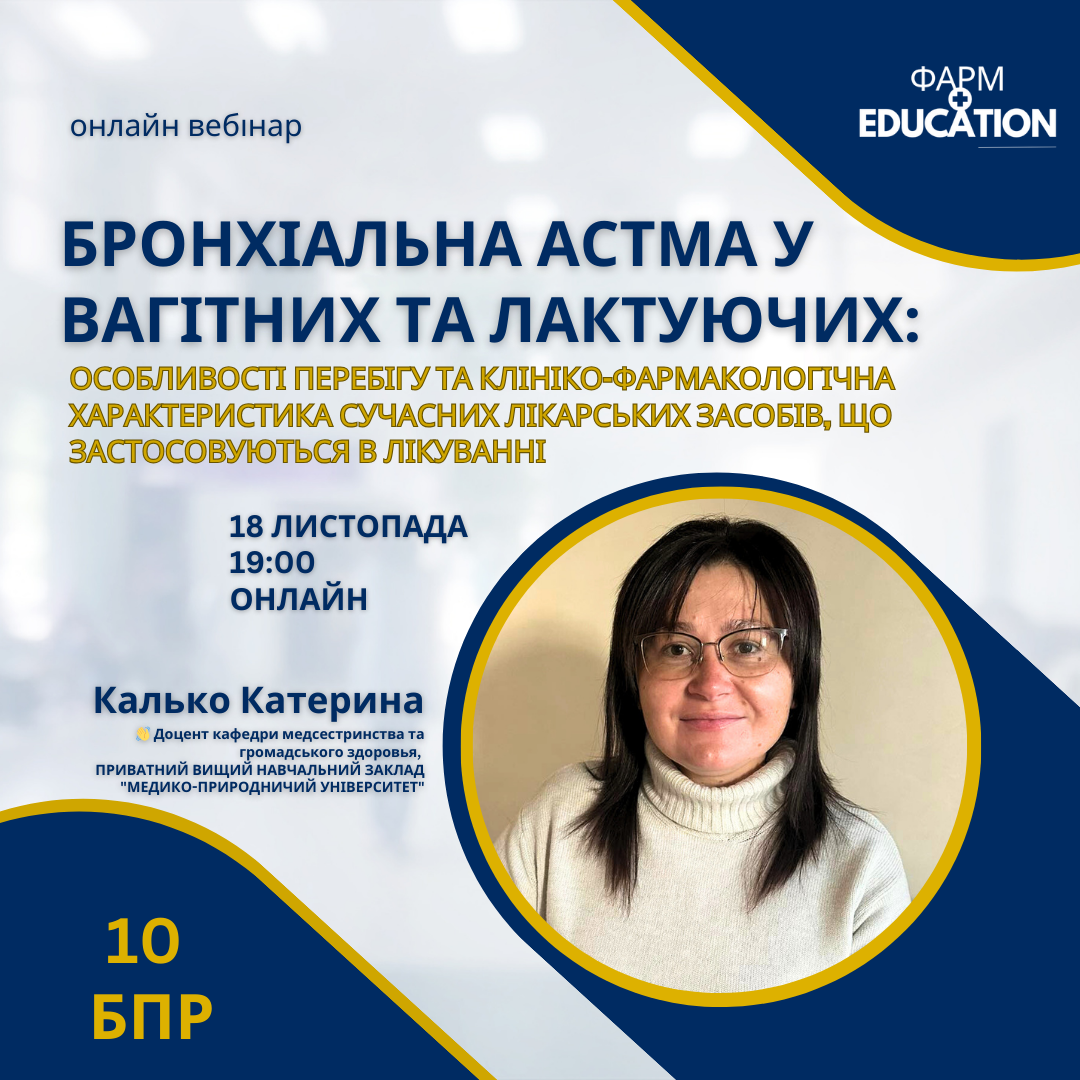 ФАРМ
EDUCATION
онлайн вебінар
БРОНХІАЛЬНА АСТМА У
ВАГІТНИХ ТА ЛАКТУЮЧИХ:
ОСОБЛИВОСТІ ПЕРЕБІГУ ТА КЛІНІКО-ФАРМАКОЛОГІЧНА
ХАРАКТЕРИСТИКА СУЧАСНИХ ЛІКАРСЬКИХ ЗАСОБІВ, ЩО
ЗАСТОСОВУЮТЬСЯ В ЛІКУВАННІ
18 ЛИСТОПАДА
19:00
ОНЛАЙН
Калько Катерина
👋 Доцент кафедри медсестринства та
громадського здоровья,
ПРИВАТНИЙ ВИЩИЙ НАВЧАЛЬНИЙ ЗАКЛАД
"МЕДИКО-ПРИРОДНИЧИЙ УНІВЕРСИТЕТ"
10
БПР